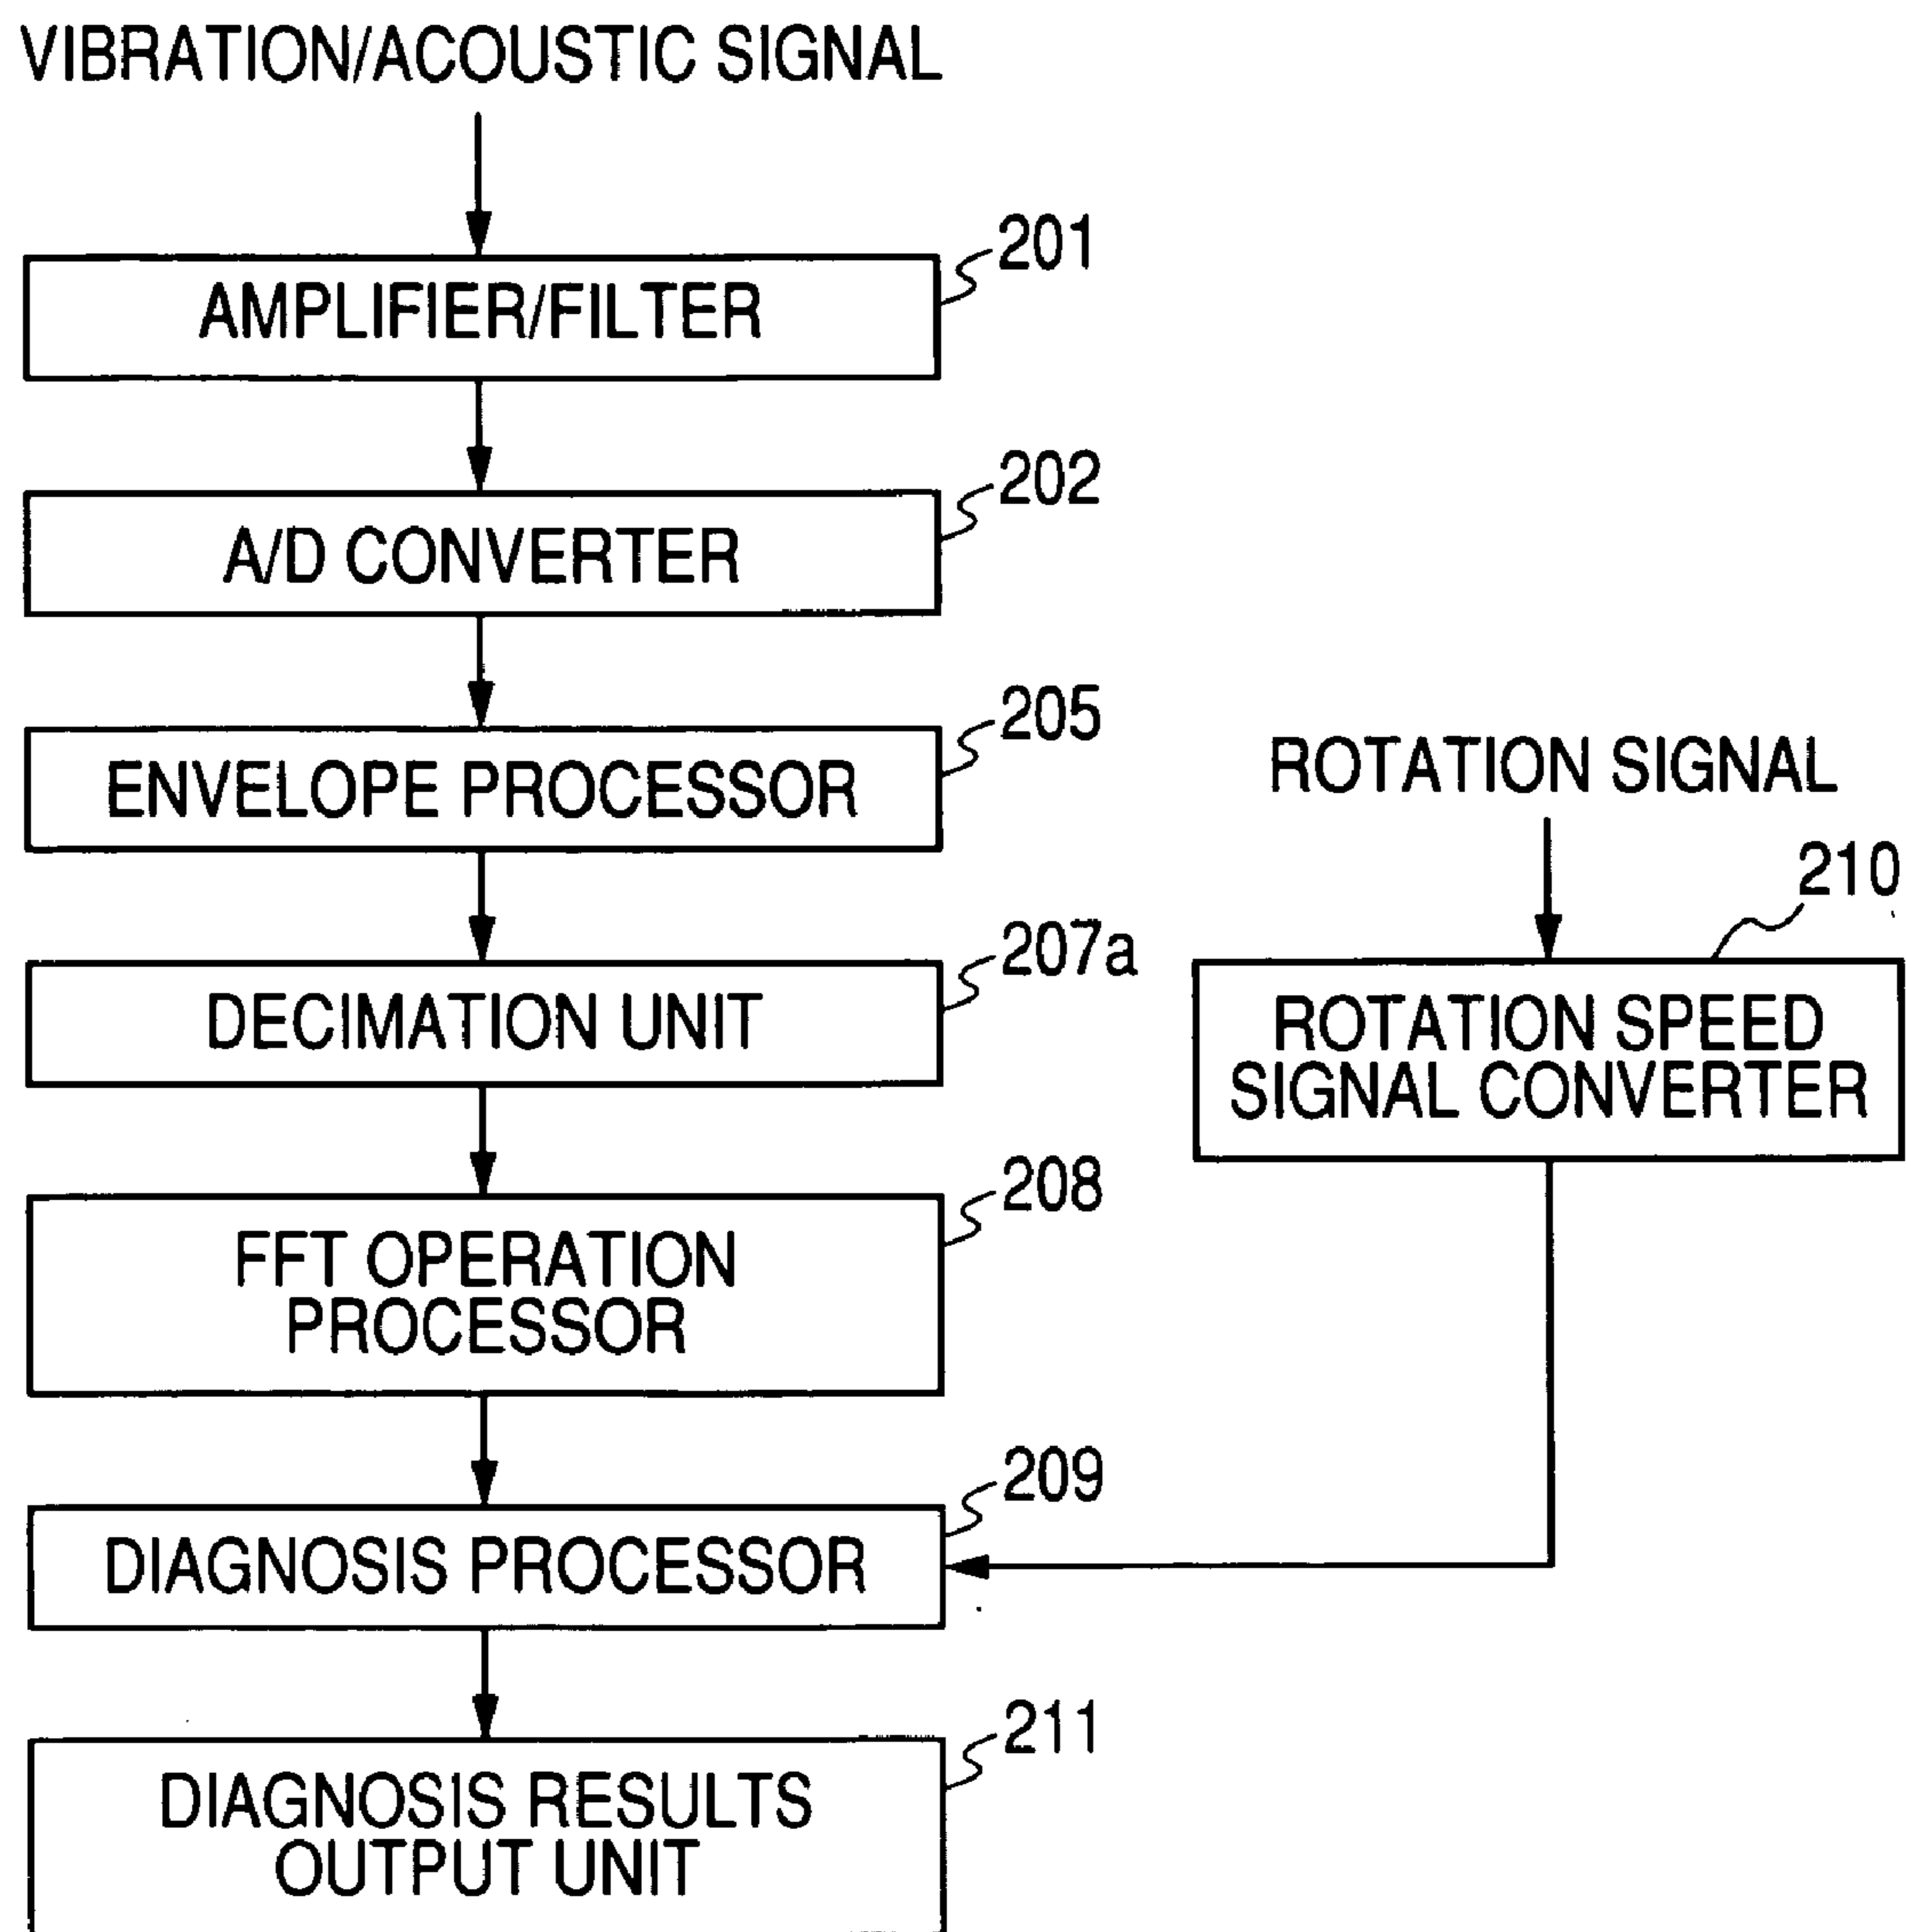 VIBRATION/ACOUSTIC SIGNAL
201
AMPLIFIER/FILTER
202
A/D CONVERTER
205
ENVELOPE PROCESSOR
ROTATION SIGNAL
210
207a
DECIMATION UNIT
ROTATION SPEED
SIGNAL CONVERTER
208
FFT OPERATION
PROCESSOR
209
DIAGNOSIS PROCESSOR
211
DIAGNOSIS RESULTS
OUTPUT UNIT